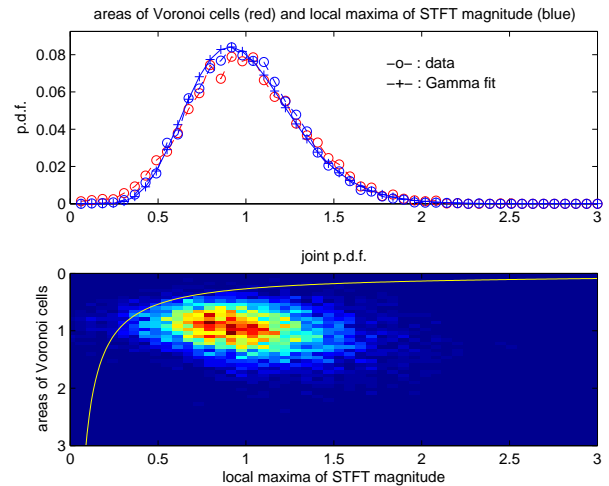 areas of Voronoi cells (red) and local maxima of STFT magnitude (blue)
p.d.f.
0.08
0.06
0.04
0.02
0
–o– : data
–+– : Gamma fit
0 0.5 1 1.5 2 2.5 3
joint p.d.f.
areas of Voronoi cells
0
1
2
3
0 0.5 1 1.5 2 2.5 3
local maxima of STFT magnitude